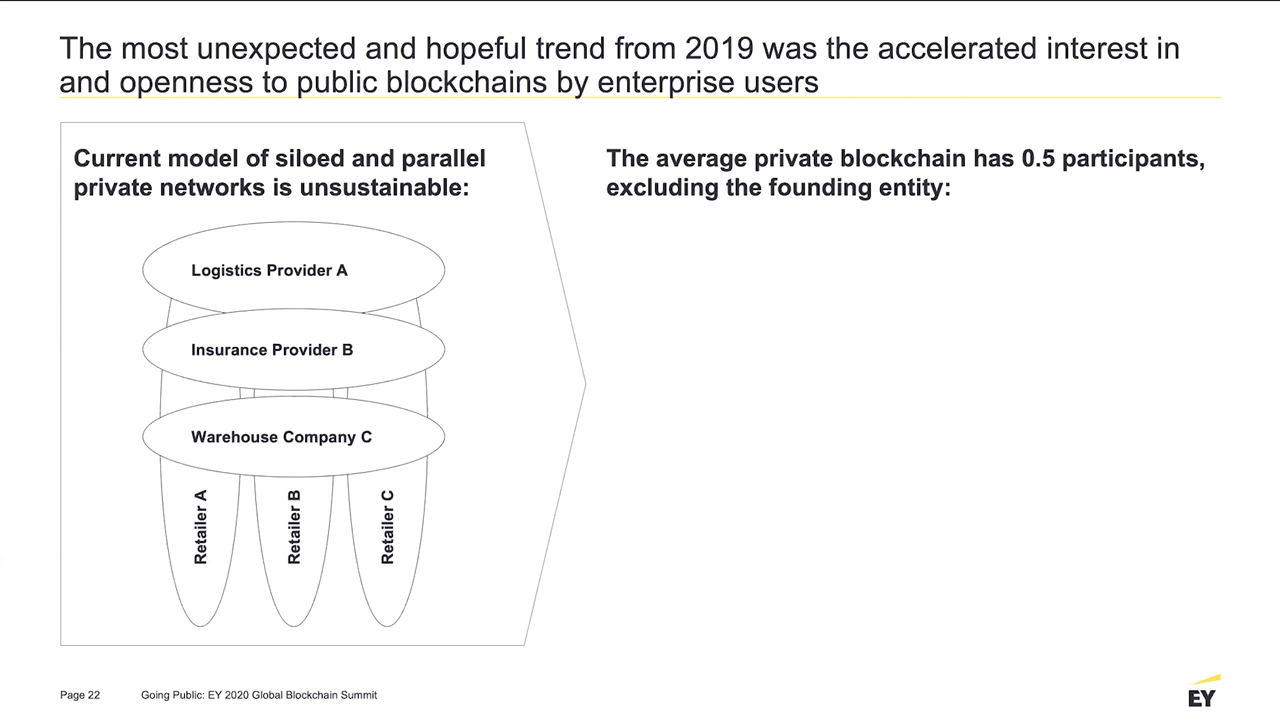 The most unexpected and hopeful trend from 2019 was the accelerated interest in
and openness to public blockchains by enterprise users
Current model of siloed and parallel
private networks is unsustainable:
Logistics Provider A
Insurance Provider B
Warehouse Company C
Retailer A
Retailer B
Retailer C
The average private blockchain has 0.5 participants,
excluding the founding entity:
Page 22
Going Public: EY 2020 Global Blockchain Summit
EY